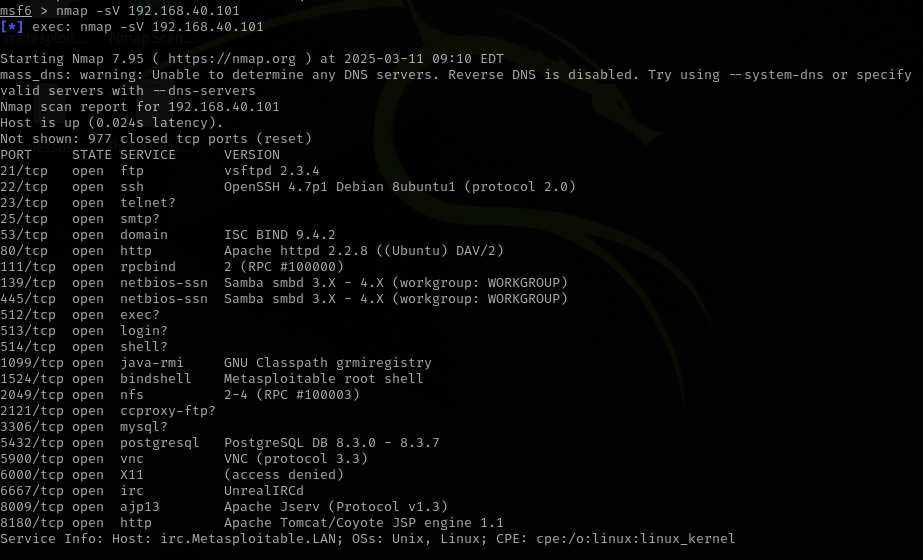 msf6 > nmap -sV 192.168.40.101
[*] exec: nmap -sV 192.168.40.101
Starting Nmap 7.95 ( https://nmap.org ) at 2025-03-11 09:10 EDT
mass_dns: warning: Unable to determine any DNS servers. Reverse DNS is disabled. Try using --system-dns or specify
valid servers with --dns-servers
Nmap scan report for 192.168.40.101
Host is up (0.024s latency).
Not shown: 977 closed tcp ports (reset)
PORT     STATE SERVICE      VERSION
21/tcp   open  ftp          vsftpd 2.3.4
22/tcp   open  ssh          OpenSSH 4.7p1 Debian 8ubuntu1 (protocol 2.0)
23/tcp   open  telnet?
25/tcp   open  smtp?
53/tcp   open  domain       ISC BIND 9.4.2
80/tcp   open  http         Apache httpd 2.2.8 ((Ubuntu) DAV/2)
111/tcp  open  rpcbind      2 (RPC #100000)
139/tcp  open  netbios-ssn  Samba smbd 3.X - 4.X (workgroup: WORKGROUP)
445/tcp  open  netbios-ssn  Samba smbd 3.X - 4.X (workgroup: WORKGROUP)
512/tcp  open  exec?
513/tcp  open  login?
514/tcp  open  shell?
1099/tcp open  java-rmi     GNU Classpath grmiregistry
1524/tcp open  bindshell    Metasploitable root shell
2049/tcp open  nfs          2-4 (RPC #100003)
2121/tcp open  ccproxy-ftp?
3306/tcp open  mysql?
5432/tcp open  postgresql   PostgreSQL DB 8.3.0 - 8.3.7
5900/tcp open  vnc          VNC (protocol 3.3)
6000/tcp open  X11          (access denied)
6667/tcp open  irc          UnrealIRCd
8009/tcp open  ajp13        Apache Jserv (Protocol v1.3)
8180/tcp open  http         Apache Tomcat/Coyote JSP engine 1.1
Service Info: Host: irc.Metasploitable.LAN; OSs: Unix, Linux; CPE: cpe:/o:linux:linux_kernel